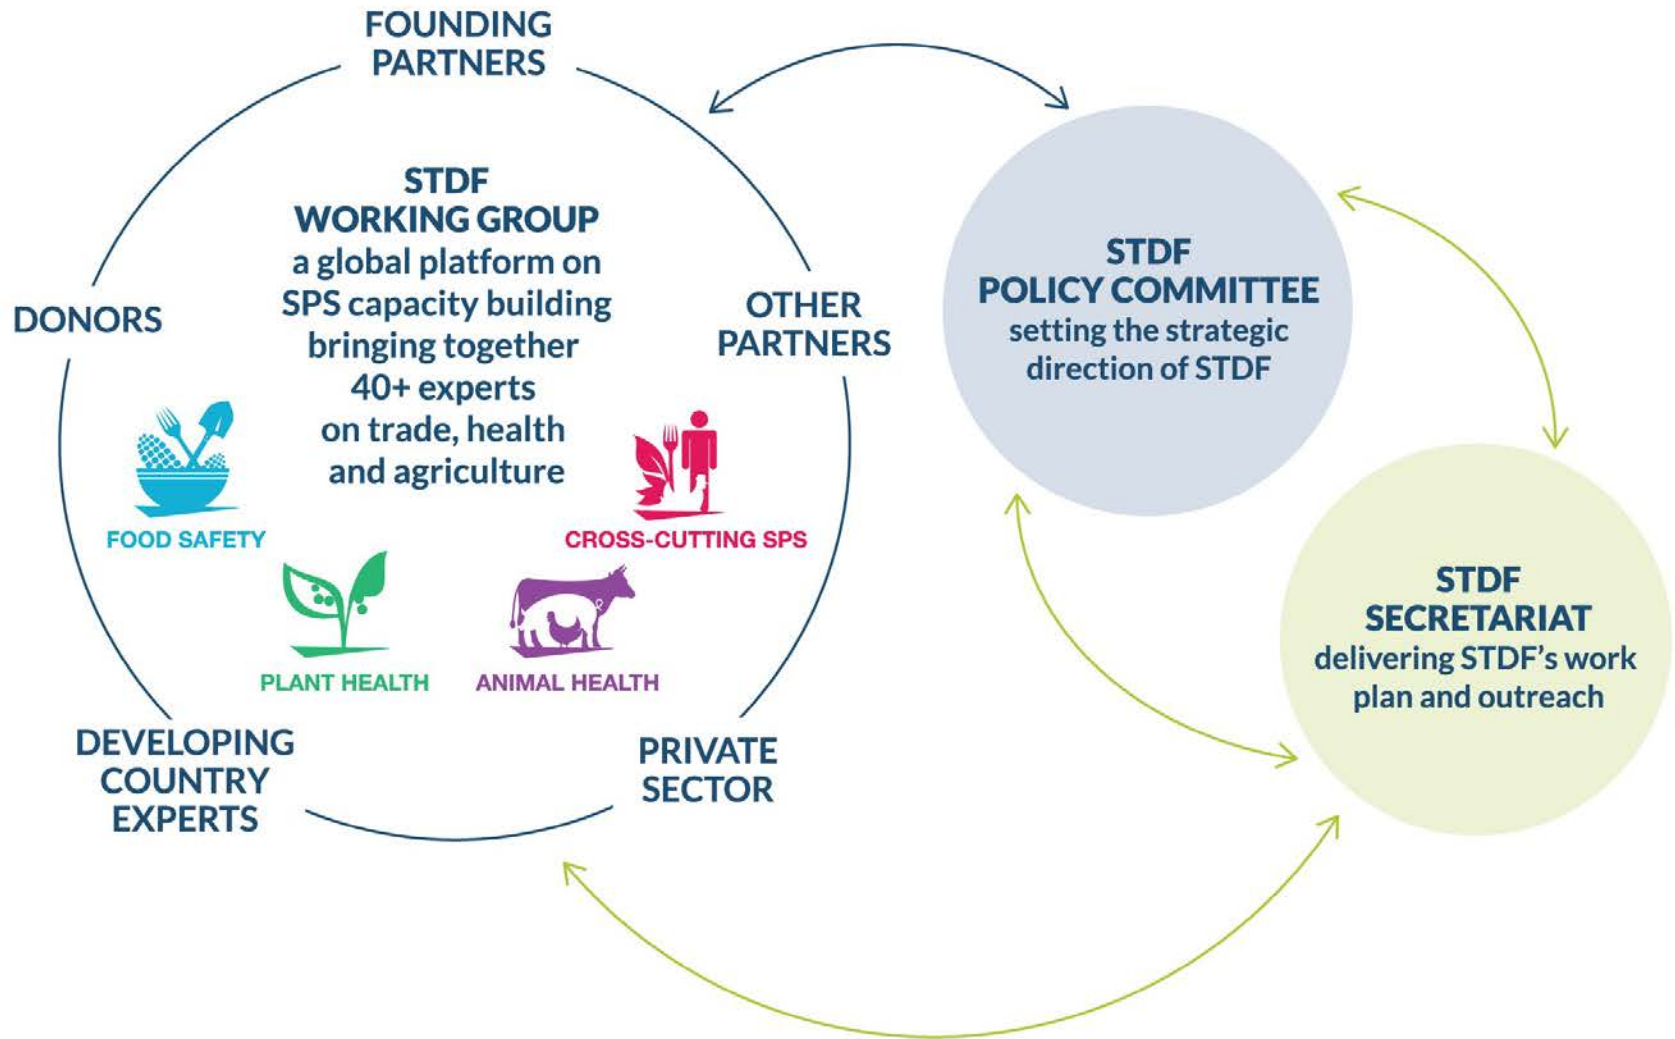 FOUNDING
PARTNERS
STDF
WORKING GROUP
a global platform on
SPS capacity building
bringing together
40+ experts
on trade, health
and agriculture
DONORS
OTHER
PARTNERS
FOOD SAFETY
CROSS-CUTTING SPS
PLANT HEALTH
ANIMAL HEALTH
DEVELOPING
COUNTRY
EXPERTS
PRIVATE
SECTOR
STDF
POLICY COMMITTEE
setting the strategic
direction of STDF
STDF
SECRETARIAT
delivering STDF’s work
plan and outreach